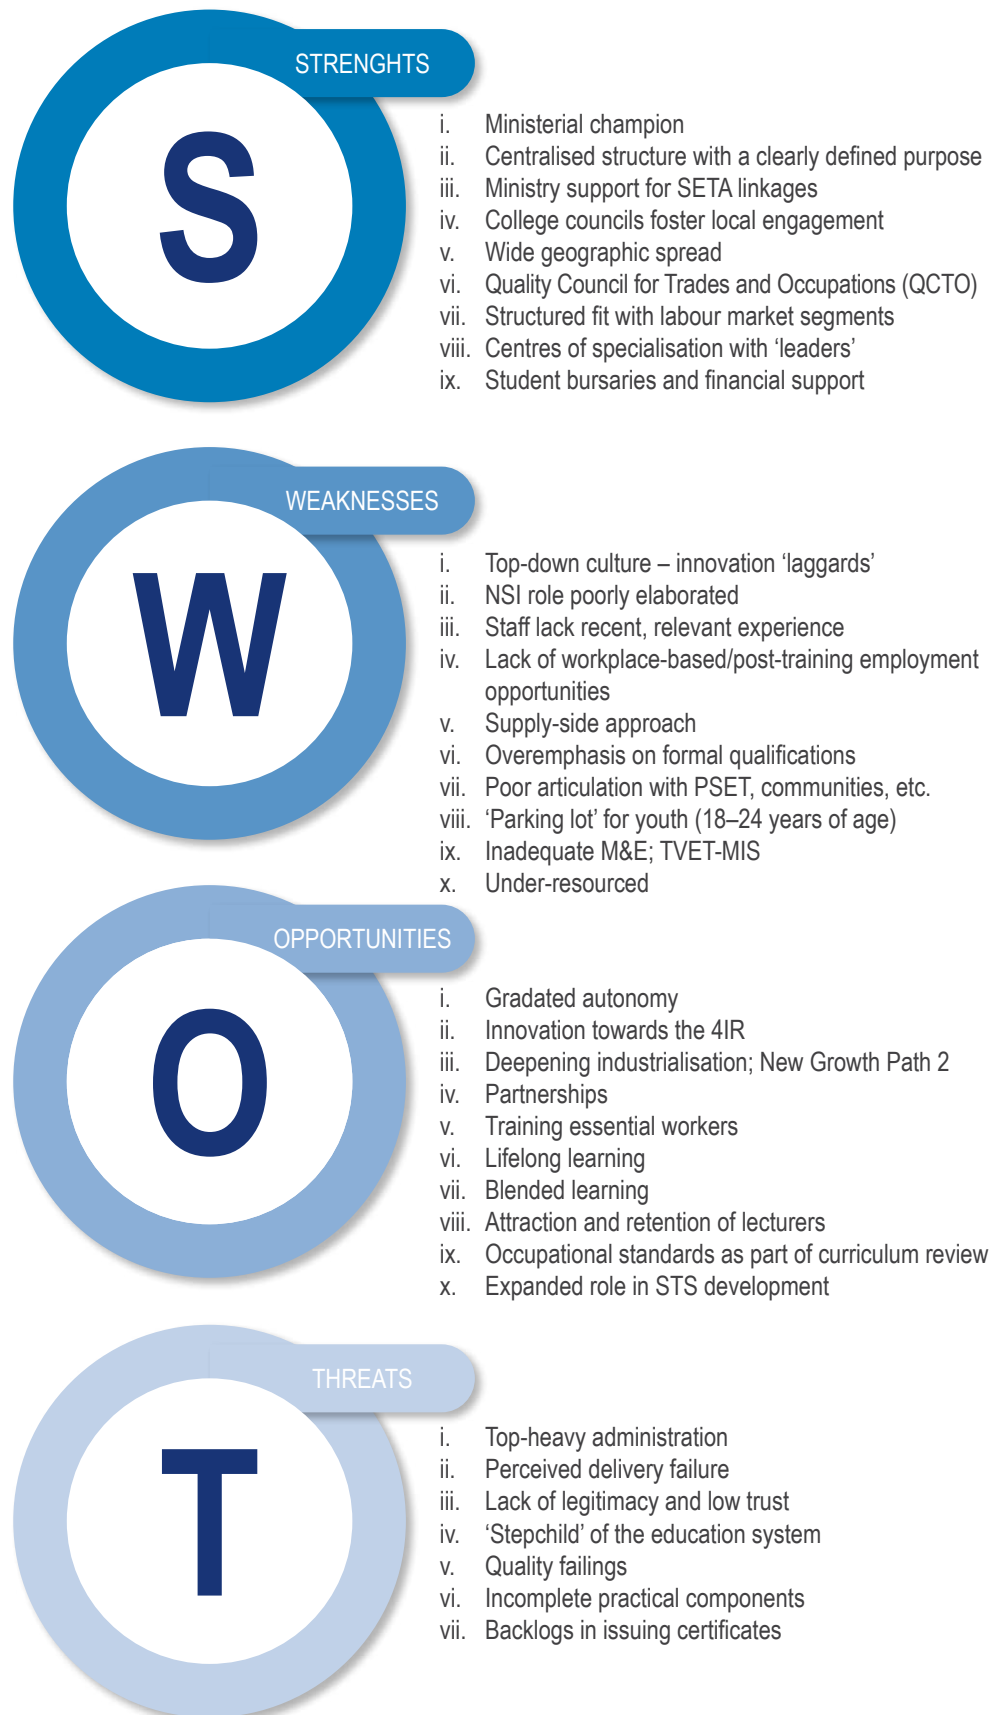 STRENGHTS
S
i. Ministerial champion
ii. Centralised structure with a clearly defined purpose
iii. Ministry support for SETA linkages
iv. College councils foster local engagement
v. Wide geographic spread
vi. Quality Council for Trades and Occupations (QCTO)
vii. Structured fit with labour market segments
viii. Centres of specialisation with ‘leaders’
ix. Student bursaries and financial support
WEAKNESSES
W
i. Top-down culture – innovation ‘laggards’
ii. NSI role poorly elaborated
iii. Staff lack recent, relevant experience
iv. Lack of workplace-based/post-training employment
opportunities
v. Supply-side approach
vi. Overemphasis on formal qualifications
vii. Poor articulation with PSET, communities, etc.
viii. ‘Parking lot’ for youth (18–24 years of age)
ix. Inadequate M&E; TVET-MIS
x. Under-resourced
OPPORTUNITIES
O
i. Gradated autonomy
ii. Innovation towards the 4IR
iii. Deepening industrialisation; New Growth Path 2
iv. Partnerships
v. Training essential workers
vi. Lifelong learning
vii. Blended learning
viii. Attraction and retention of lecturers
ix. Occupational standards as part of curriculum review
x. Expanded role in STS development
THREATS
T
i. Top-heavy administration
ii. Perceived delivery failure
iii. Lack of legitimacy and low trust
iv. ‘Stepchild’ of the education system
v. Quality failings
vi. Incomplete practical components
vii. Backlogs in issuing certificates